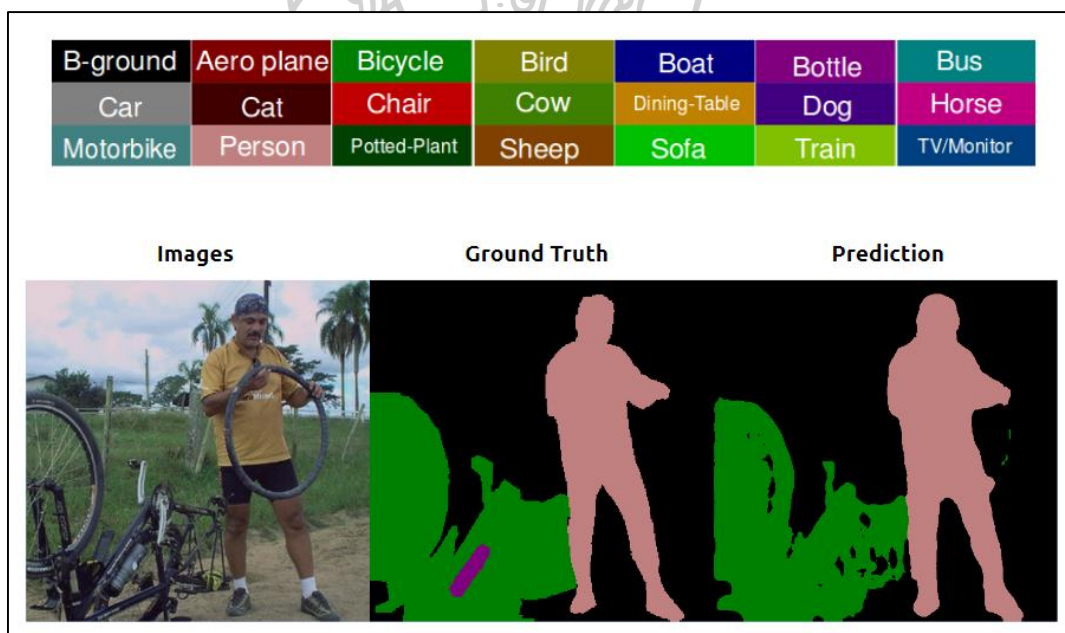 B-ground Aero plane Bicycle Bird Boat Bottle Bus
Car Cat Chair Cow Dining-Table Dog Horse
Motorbike Person Potted-Plant Sheep Sofa Train TV/Monitor
Images Ground Truth Prediction